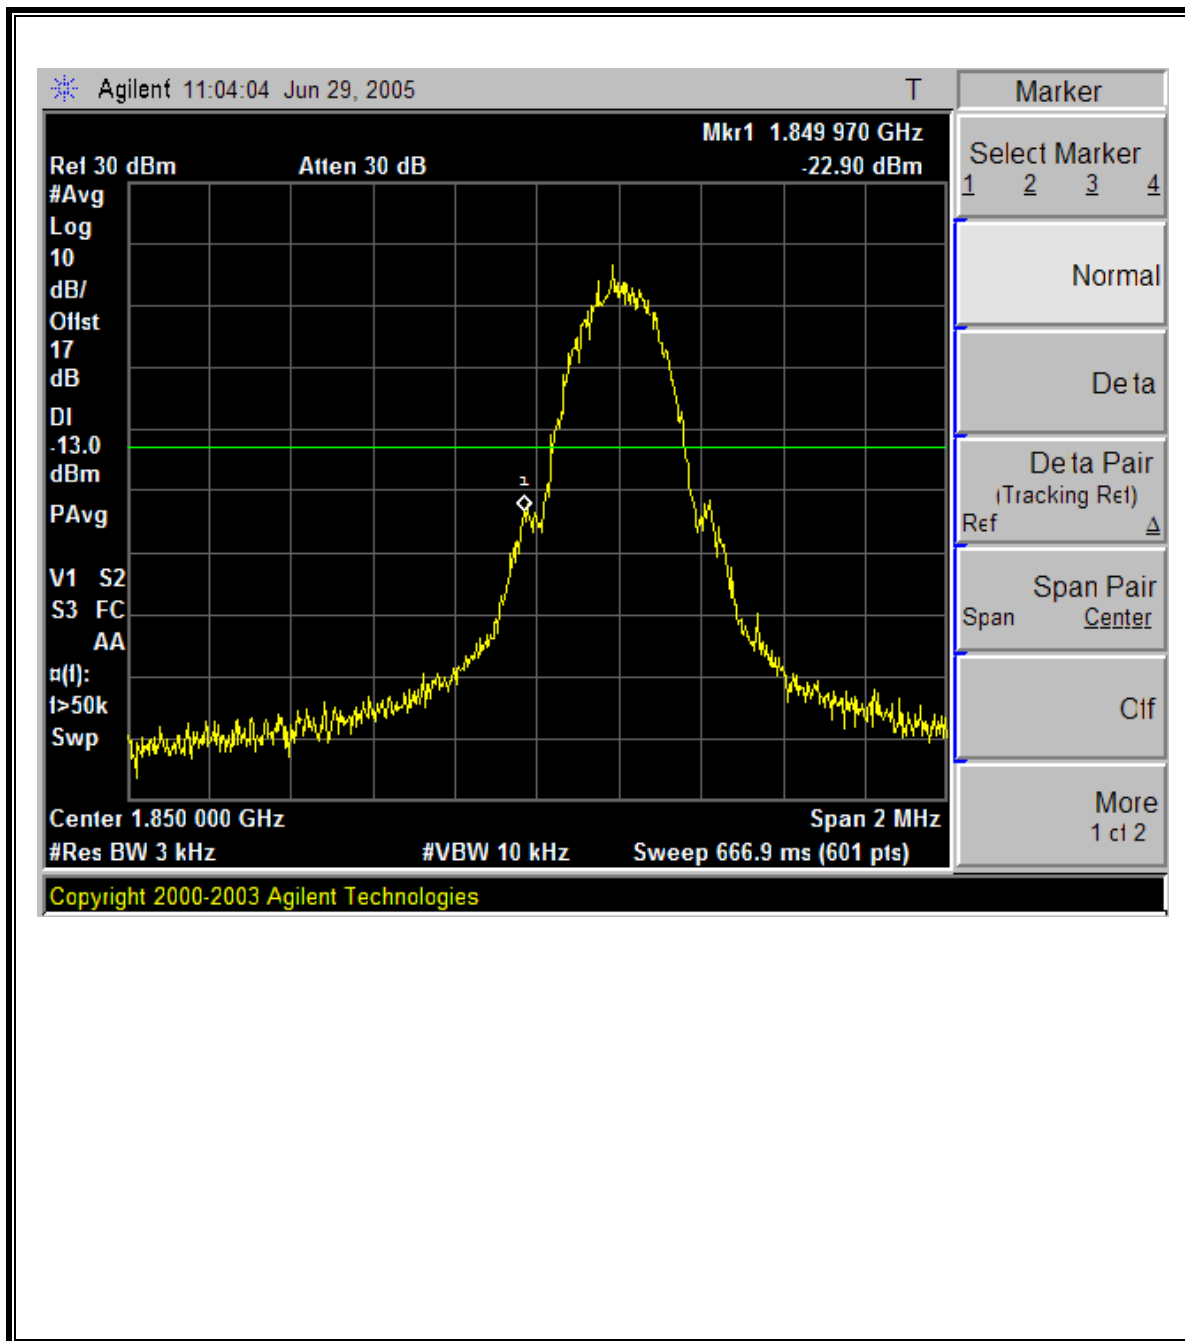 Agilent 11:04:04 Jun 29, 2005 T
Mkr1 1.849 970 GHz
Ref 30 dBm Atten 30 dB -22.90 dBm
#Avg
Log
10
dB/
Offst
17
dB
DI
-13.0
dBm
PAvg
V1 S2
S3 FC
AA
¤(f):
f>50k
Swp
1
Center 1.850 000 GHz Span 2 MHz
#Res BW 3 kHz #VBW 10 kHz Sweep 666.9 ms (601 pts)
Copyright 2000-2003 Agilent Technologies
Marker
Select Marker
1 2 3 4
Normal
Delta
Delta Pair
(Tracking Ref)
Ref Δ
Span Pair
Span Center
Off
More
1 of 2